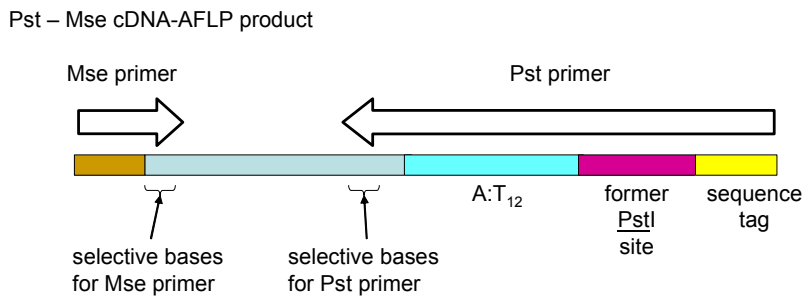 Pst – Mse cDNA-AFLP product
Mse primer
Pst primer
A:T₁₂
former
PstI
site
sequence
tag
selective bases
for Mse primer
selective bases
for Pst primer